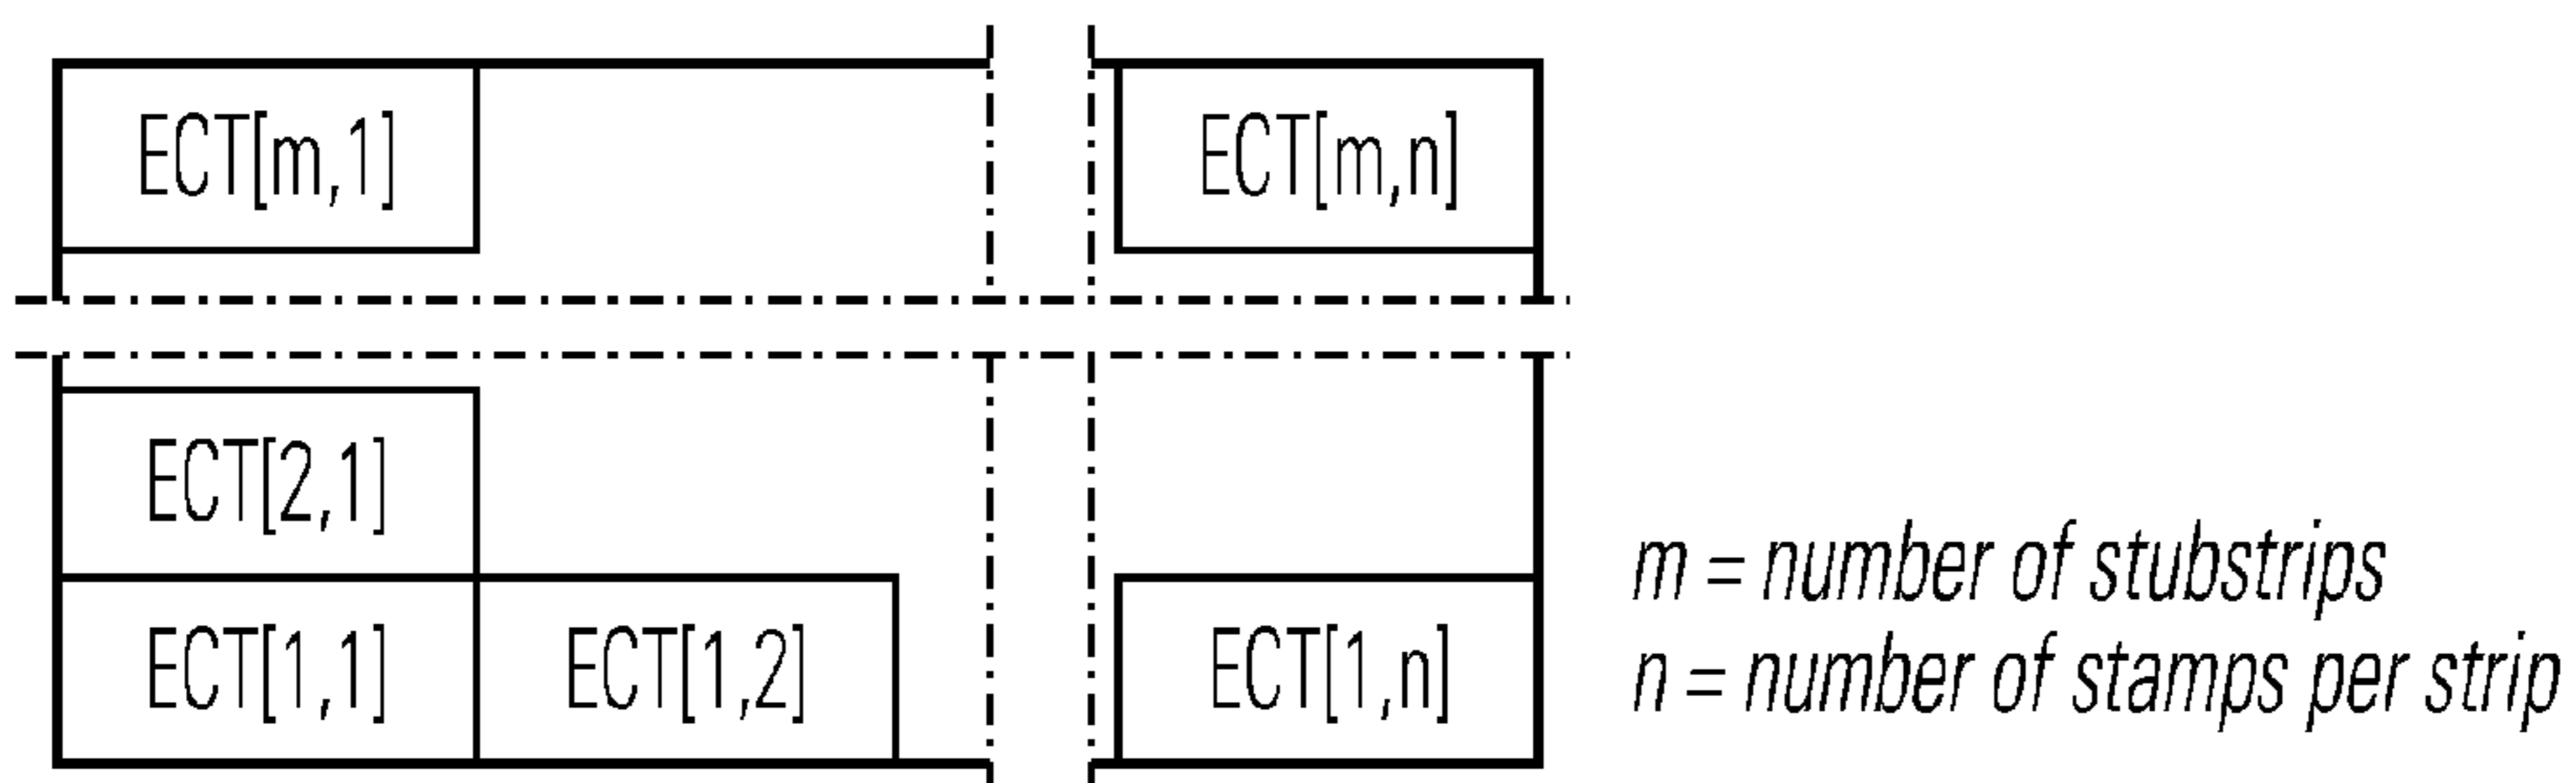 ECT[m,1] ECT[m,n]
ECT[2,1]
ECT[1,1] ECT[1,2] ECT[1,n]
m = number of stubstrips
n = number of stamps per strip